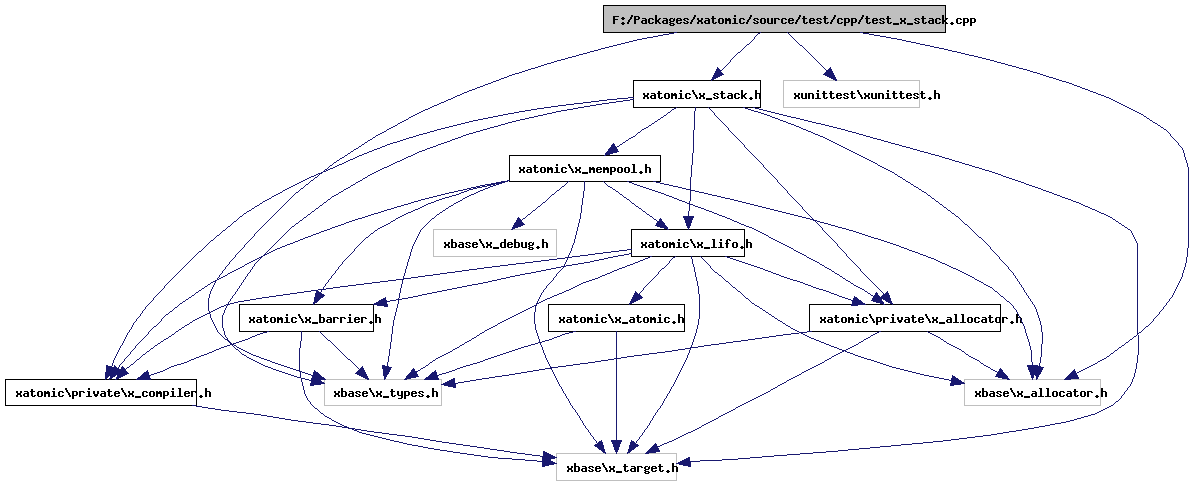 F:/Packages/xatomic/source/test/cpp/test_x_stack.cpp
xatomic\x_stack.h
xunittest\xunittest.h
xatomic\x_mempool.h
xbase\x_debug.h
xatomic\x_lifo.h
xatomic\x_barrier.h
xatomic\x_atomic.h
xatomic\private\x_allocator.h
xatomic\private\x_compiler.h
xbase\x_types.h
xbase\x_allocator.h
xbase\x_target.h